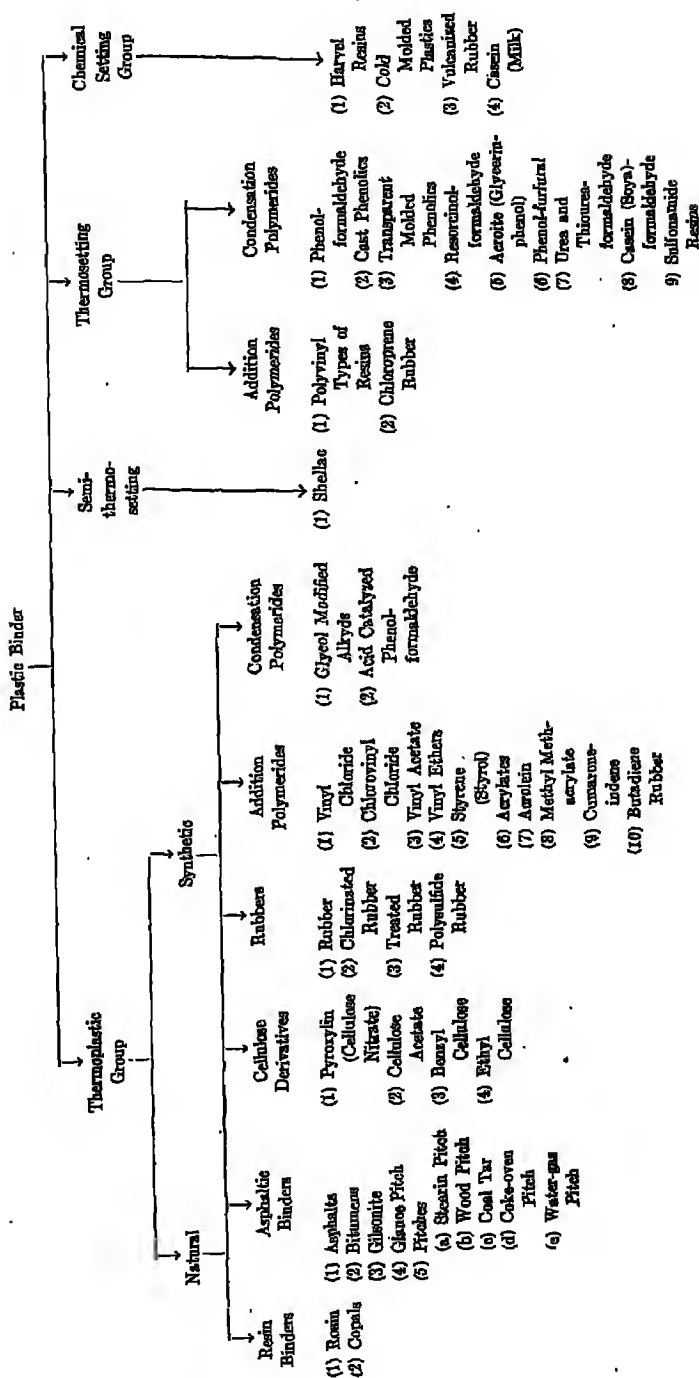 Plastic Binder
Thermoplastic
Group
Semi-
thermo-
setting
Thermosetting
Group
Chemical
Setting
Group
Natural
Synthetic
Addition
Polymerides
Condensation
Polymerides
Resin
Binders
Asphaltic
Binders
Cellulose
Derivatives
Rubbers
Addition
Polymerides
Condensation
Polymerides
(1) Rosin
(2) Copals
(1) Asphalts
(2) Bitumens
(3) Gilsonite
(4) Glance Pitch
(5) Pitches
(a) Stearin Pitch
(b) Wood Pitch
(c) Coal Tar
(d) Coke-oven
Pitch
(e) Water-gas
Pitch
(1) Pyroxylin
(Cellulose
Nitrate)
(2) Cellulose
Acetate
(3) Benzyl
Cellulose
(4) Ethyl
Cellulose
(1) Rubber
(2) Chlorinated
Rubber
(3) Treated
Rubber
(4) Polysulfide
Rubber
(1) Vinyl
Chloride
(2) Chlorovinyl
Chloride
(3) Vinyl Acetate
(4) Vinyl Ethers
(5) Styrene
(Styrol)
(6) Acrylates
(7) Acrolein
(8) Methyl Meth-
acrylate
(9) Cumarone-
indene
(10) Butadiene
Rubber
(1) Glycol Modified
Alkyds
(2) Acid Catalyzed
Phenol-
formaldehyde
(1) Shellac
(1) Polyvinyl
Types of
Resins
(2) Chloroprene
Rubber
(1) Phenol-
formaldehyde
(2) Cast Phenolics
(3) Transparent
Molded
Phenolics
(4) Resorcinol-
formaldehyde
(5) Acrolite (Glycerin-
phenol)
(6) Phenol-furfural
(7) Urea and
Thiourea-
formaldehyde
(8) Casein (Soya)-
formaldehyde
9) Sulfonamide
Resins
(1) Harvel
Resins
(2) Cold
Molded
Plastics
(3) Vulcanized
Rubber
(4) Casein
(Milk)